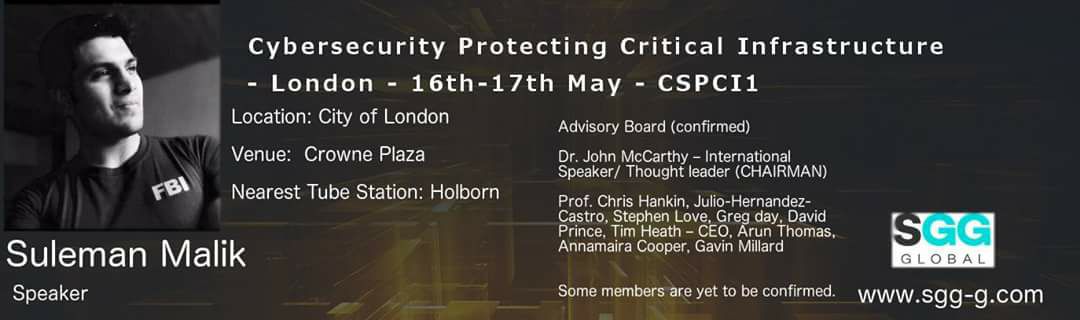 Cybersecurity Protecting Critical Infrastructure
- London - 16th-17th May - CSPCI1
Location: City of London
Venue: Crowne Plaza
Nearest Tube Station: Holborn
FBI
Suleman Malik
Speaker
Advisory Board (confirmed)
Dr. John McCarthy – International
Speaker/ Thought leader (CHAIRMAN)
Prof. Chris Hankin, Julio-Hernandez-
Castro, Stephen Love, Greg day, David
Prince, Tim Heath – CEO, Arun Thomas,
Annamaira Cooper, Gavin Millard
Some members are yet to be confirmed.
SGG
GLOBAL
www.sgg-g.com